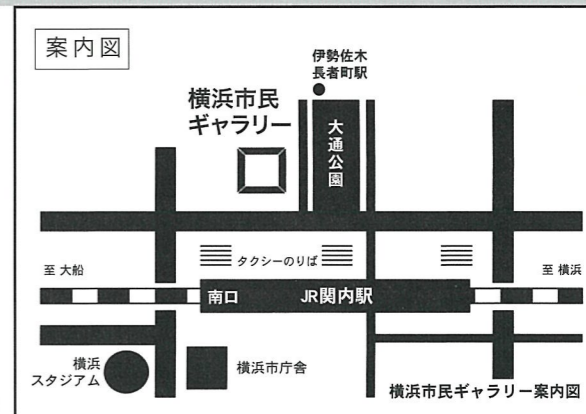 案内図
伊勢佐木
長者町駅
横浜市民
ギャラリー
大通公園
タクシーのりば
至 大船
至 横浜
南口
JR関内駅
横浜
スタジアム
横浜市庁舎
横浜市民ギャラリー案内図